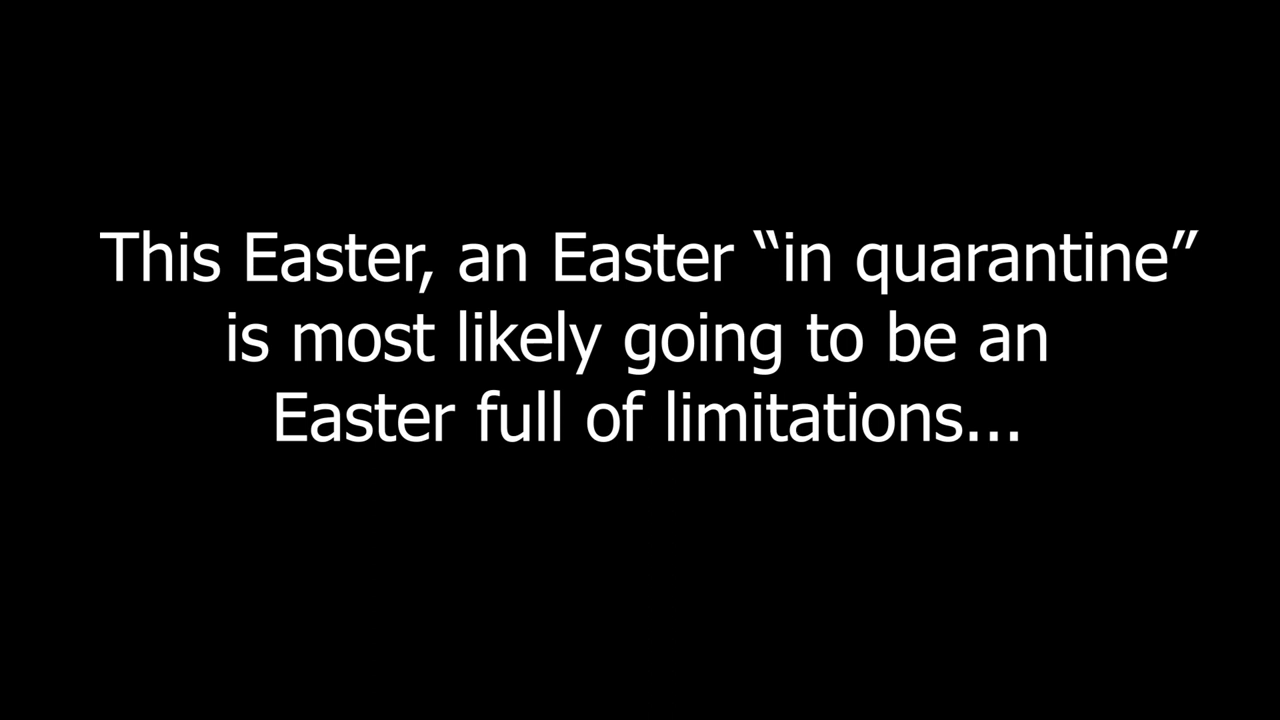 This Easter, an Easter “in quarantine”
is most likely going to be an
Easter full of limitations...